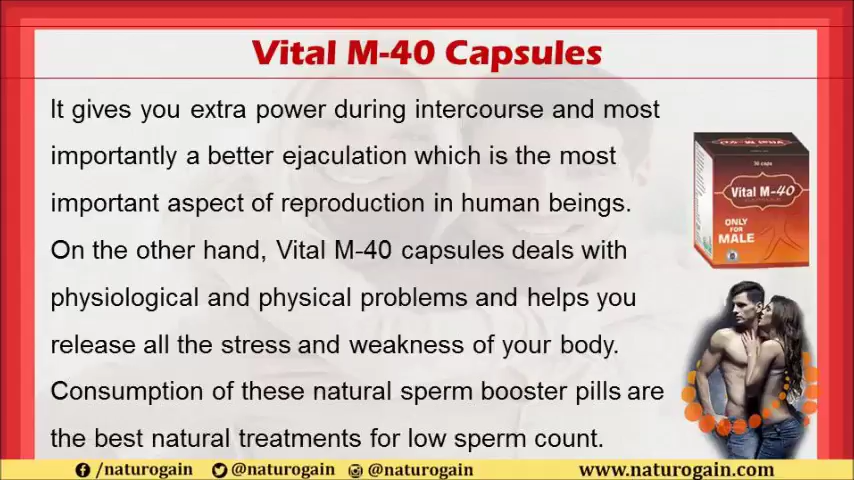 Vital M-40 Capsules
It gives you extra power during intercourse and most
importantly a better ejaculation which is the most
important aspect of reproduction in human beings.
On the other hand, Vital M-40 capsules deals with
physiological and physical problems and helps you
release all the stress and weakness of your body.
Consumption of these natural sperm booster pills are
the best natural treatments for low sperm count.
Vital M-40
ONLY
FOR
MALE
/naturogain @naturogain @naturogain www.naturogain.com